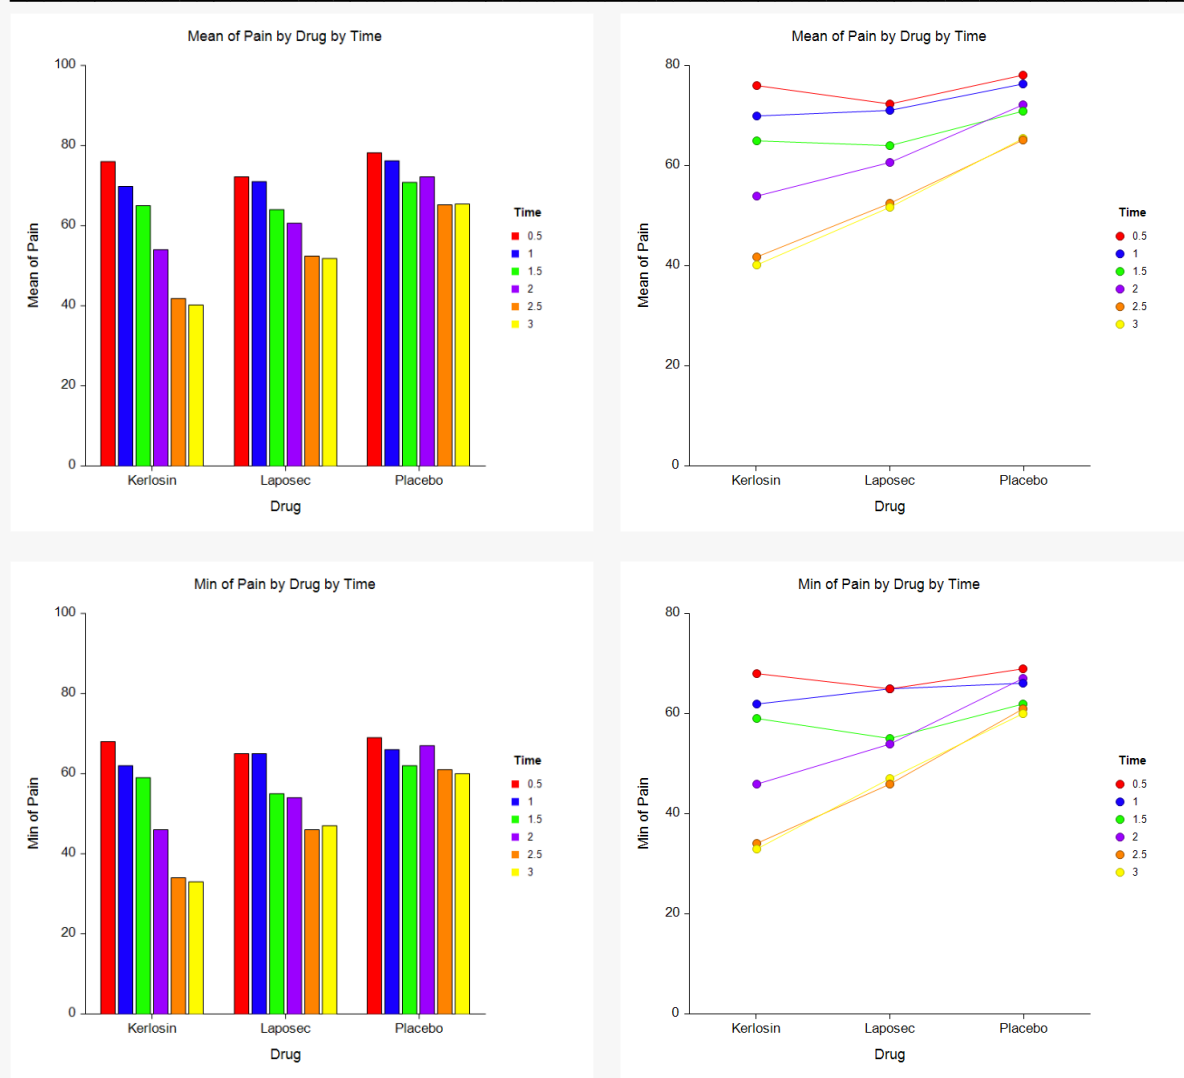 Mean of Pain by Drug by Time
100
80
60
40
20
0
Mean of Pain
Kerlosin Laposec Placebo
Drug
Time
0.5
1
1.5
2
2.5
3
Mean of Pain by Drug by Time
80
60
40
20
0
Mean of Pain
Kerlosin Laposec Placebo
Drug
Time
0.5
1
1.5
2
2.5
3
Min of Pain by Drug by Time
100
80
60
40
20
0
Min of Pain
Kerlosin Laposec Placebo
Drug
Time
0.5
1
1.5
2
2.5
3
Min of Pain by Drug by Time
80
60
40
20
0
Min of Pain
Kerlosin Laposec Placebo
Drug
Time
0.5
1
1.5
2
2.5
3